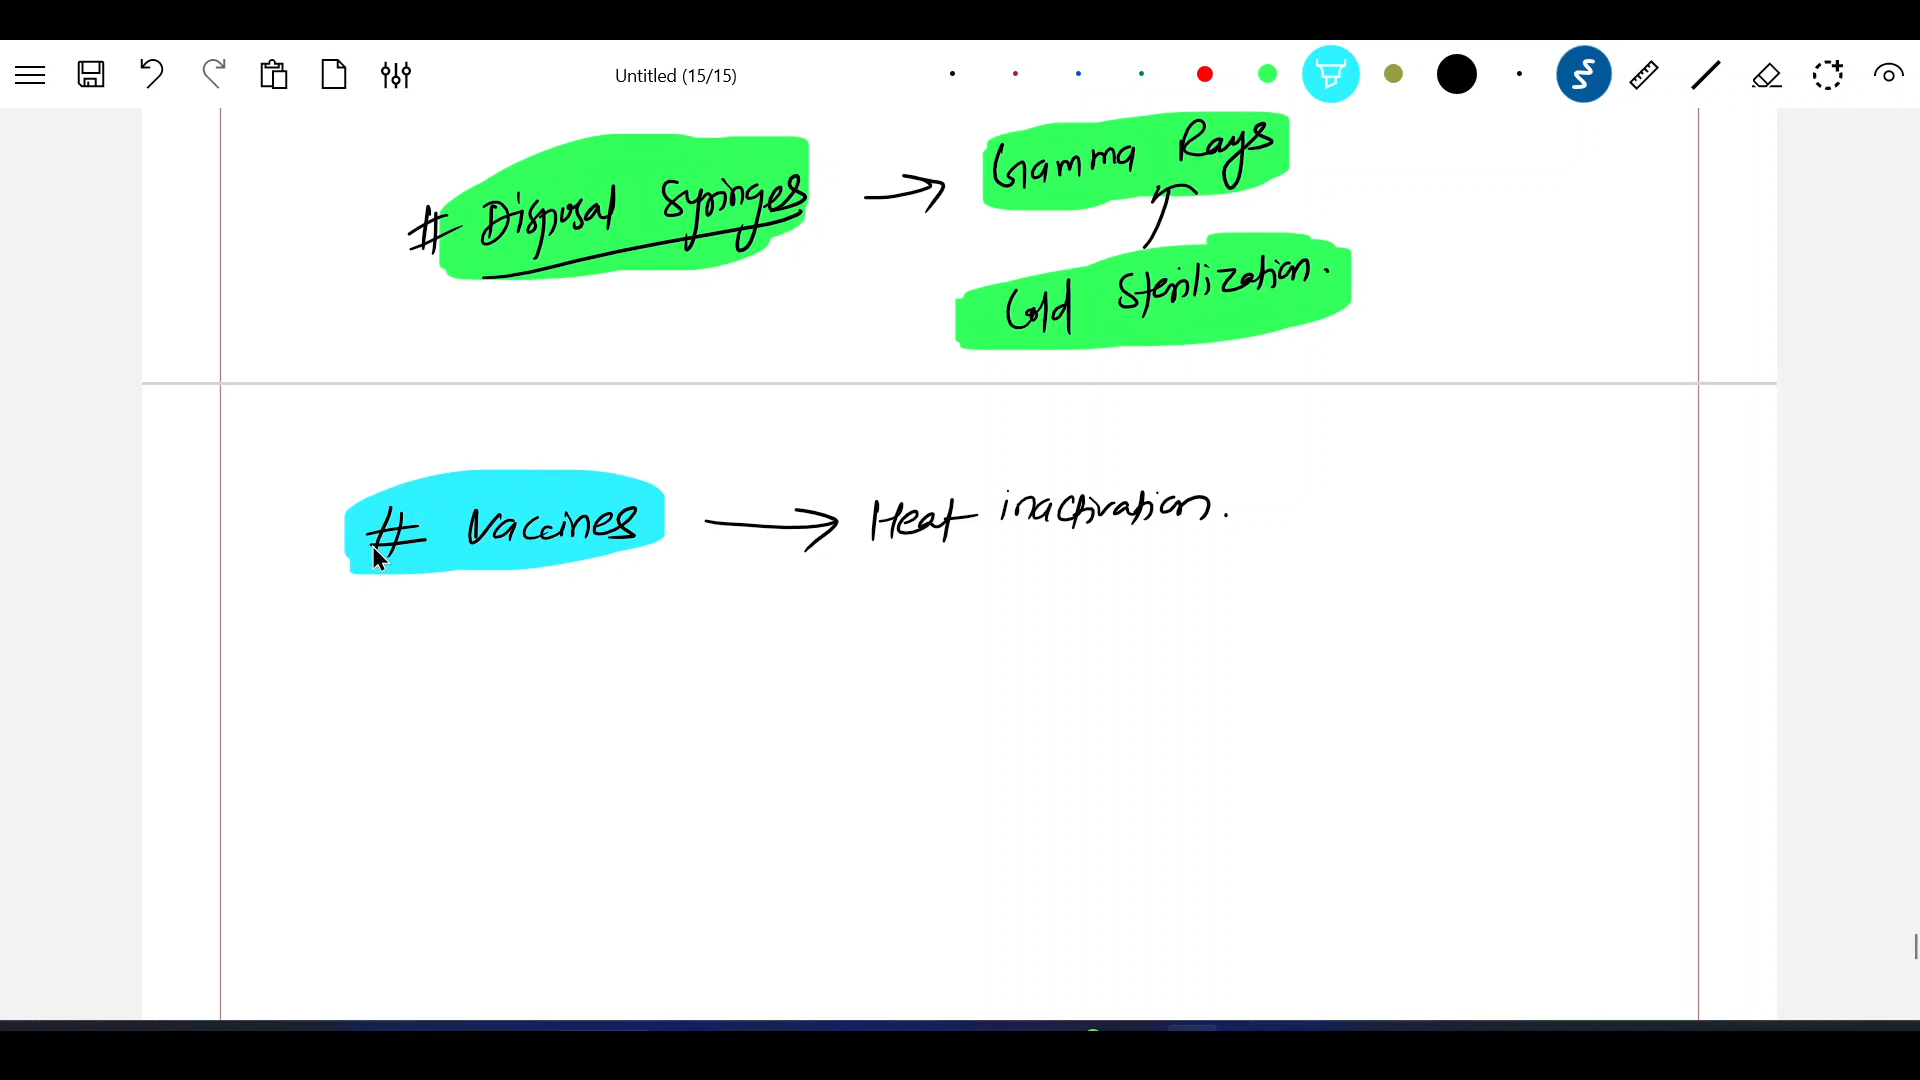 Untitled (15/15)
# Disposal Syringes → Gamma Rays
Cold Sterilization.
# Vaccines → Heat inactivation.